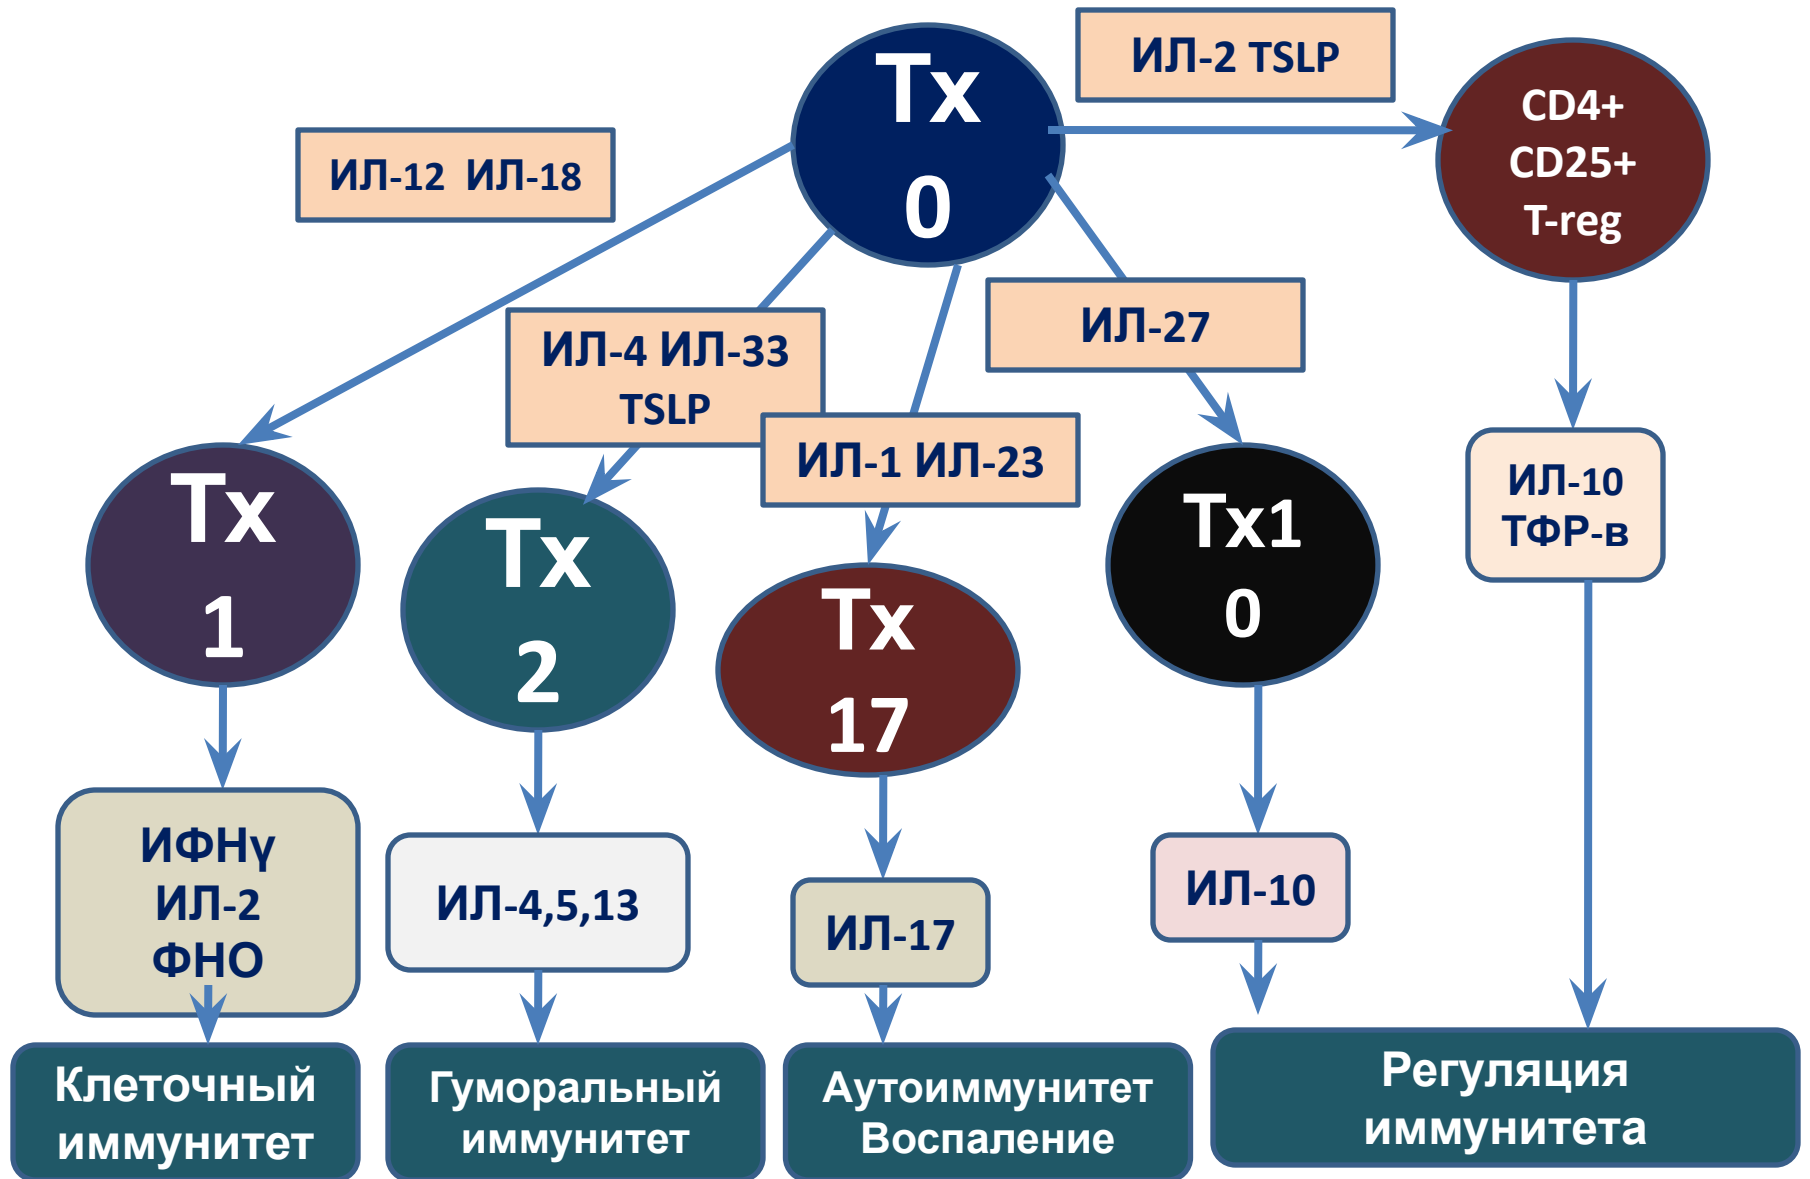 Тх
0
ИЛ-2 TSLP
CD4+
CD25+
T-reg
ИЛ-12 ИЛ-18
ИЛ-4 ИЛ-33
TSLP
ИЛ-27
ИЛ-1 ИЛ-23
Тх
1
Тх
2
Тх
17
Тх1
0
ИЛ-10
ТФР-в
ИФНγ
ИЛ-2
ФНО
ИЛ-4,5,13
ИЛ-17
ИЛ-10
Клеточный
иммунитет
Гуморальный
иммунитет
Аутоиммунитет
Воспаление
Регуляция
иммунитета